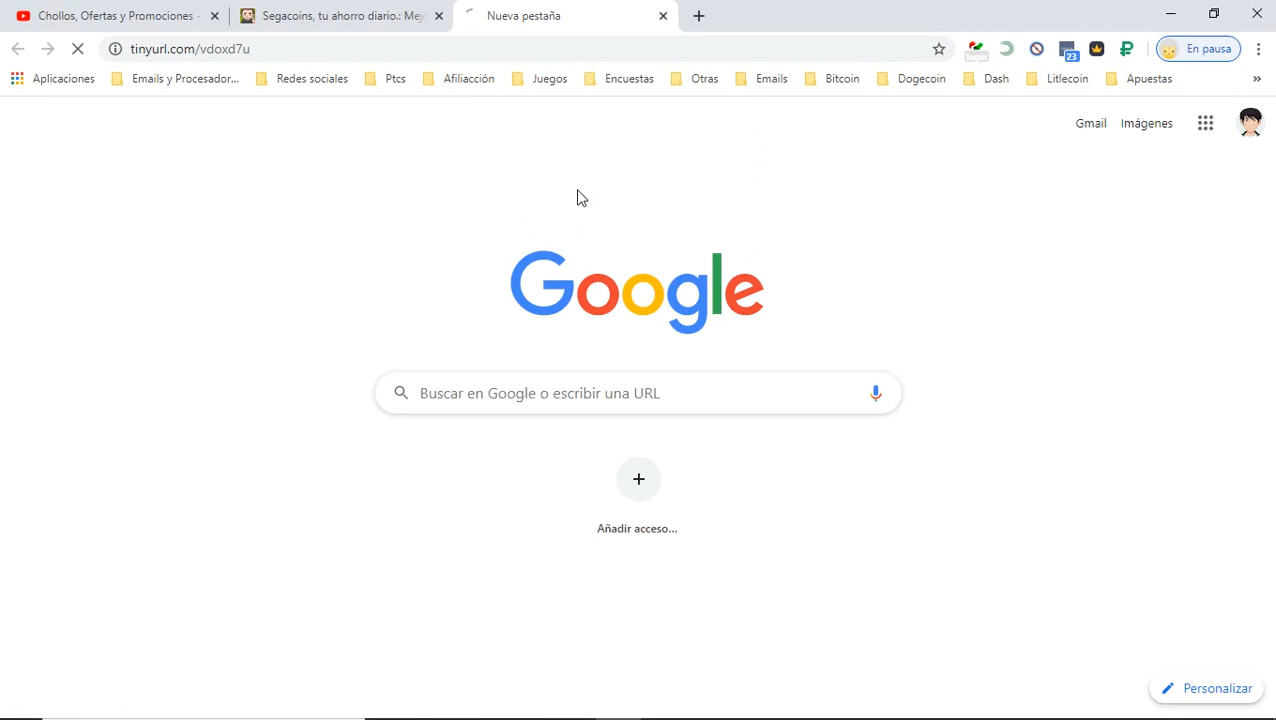 Chollos, Ofertas y Promociones -
Segacoins, tu ahorro diario.: Mejo
Nueva pestaña
tinyurl.com/vdoxd7u
23
En pausa
Aplicaciones
Emails y Procesador...
Redes sociales
Ptcs
Afiliacción
Juegos
Encuestas
Otras
Emails
Bitcoin
Dogecoin
Dash
Litlecoin
Apuestas
»
Gmail
Imágenes
Google
Buscar en Google o escribir una URL
Añadir acceso...
Personalizar